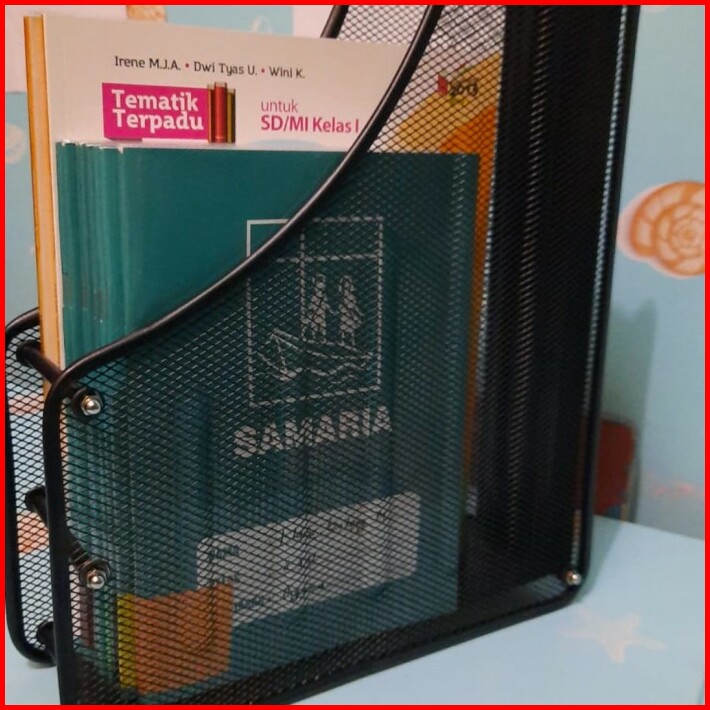 Irene M.J.A. • Dwi Tyas U. • Wini K.
Tematik
Terpadu
untuk
SD/MI Kelas I
SAMARIA